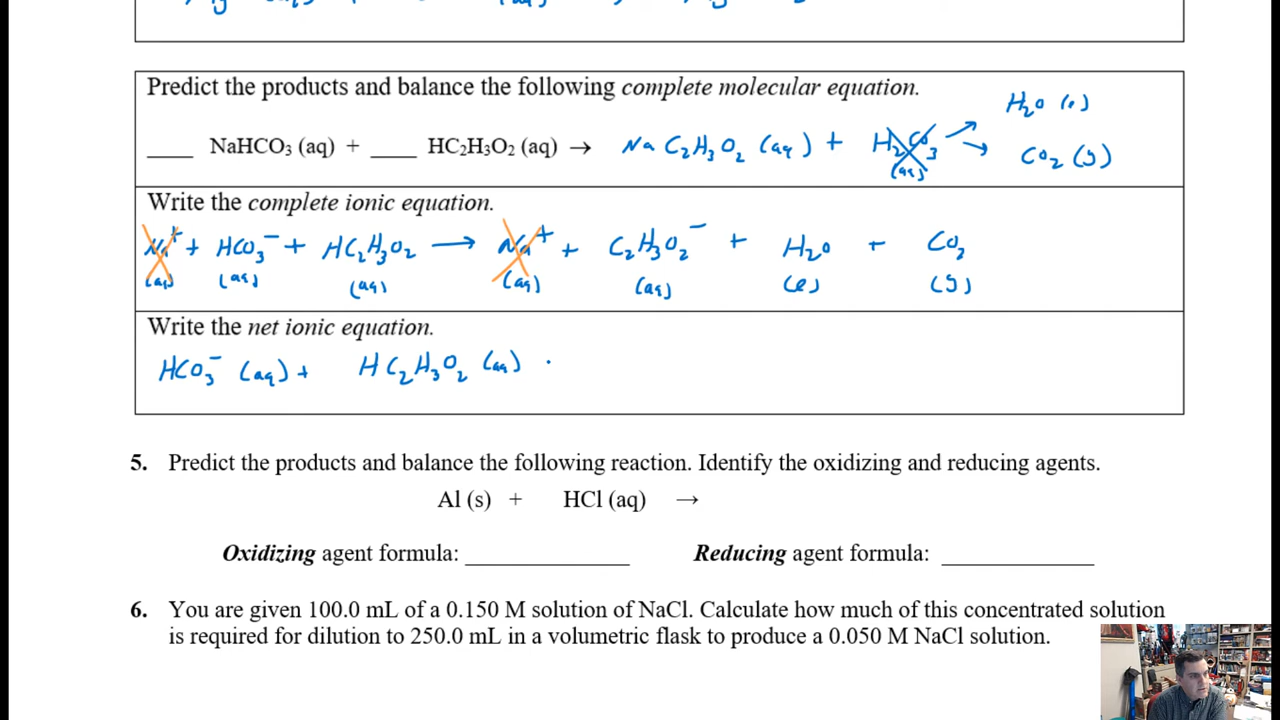 Predict the products and balance the following complete molecular equation.
H₂O (l)
____ NaHCO₃ (aq) + ____ HC₂H₃O₂ (aq) → NaC₂H₃O₂ (aq) + H₂CO₃ (aq)
CO₂ (g)
Write the complete ionic equation.
Na⁺ + HCO₃⁻ + HC₂H₃O₂ ⟶ Na⁺ + C₂H₃O₂⁻ + H₂O + CO₂
(aq) (aq) (aq) (aq) (aq) (l) (g)
Write the net ionic equation.
HCO₃⁻ (aq) + HC₂H₃O₂ (aq)
5. Predict the products and balance the following reaction. Identify the oxidizing and reducing agents.
Al (s) + HCl (aq) →
Oxidizing agent formula: ____ Reducing agent formula: ____
6. You are given 100.0 mL of a 0.150 M solution of NaCl. Calculate how much of this concentrated solution
is required for dilution to 250.0 mL in a volumetric flask to produce a 0.050 M NaCl solution.